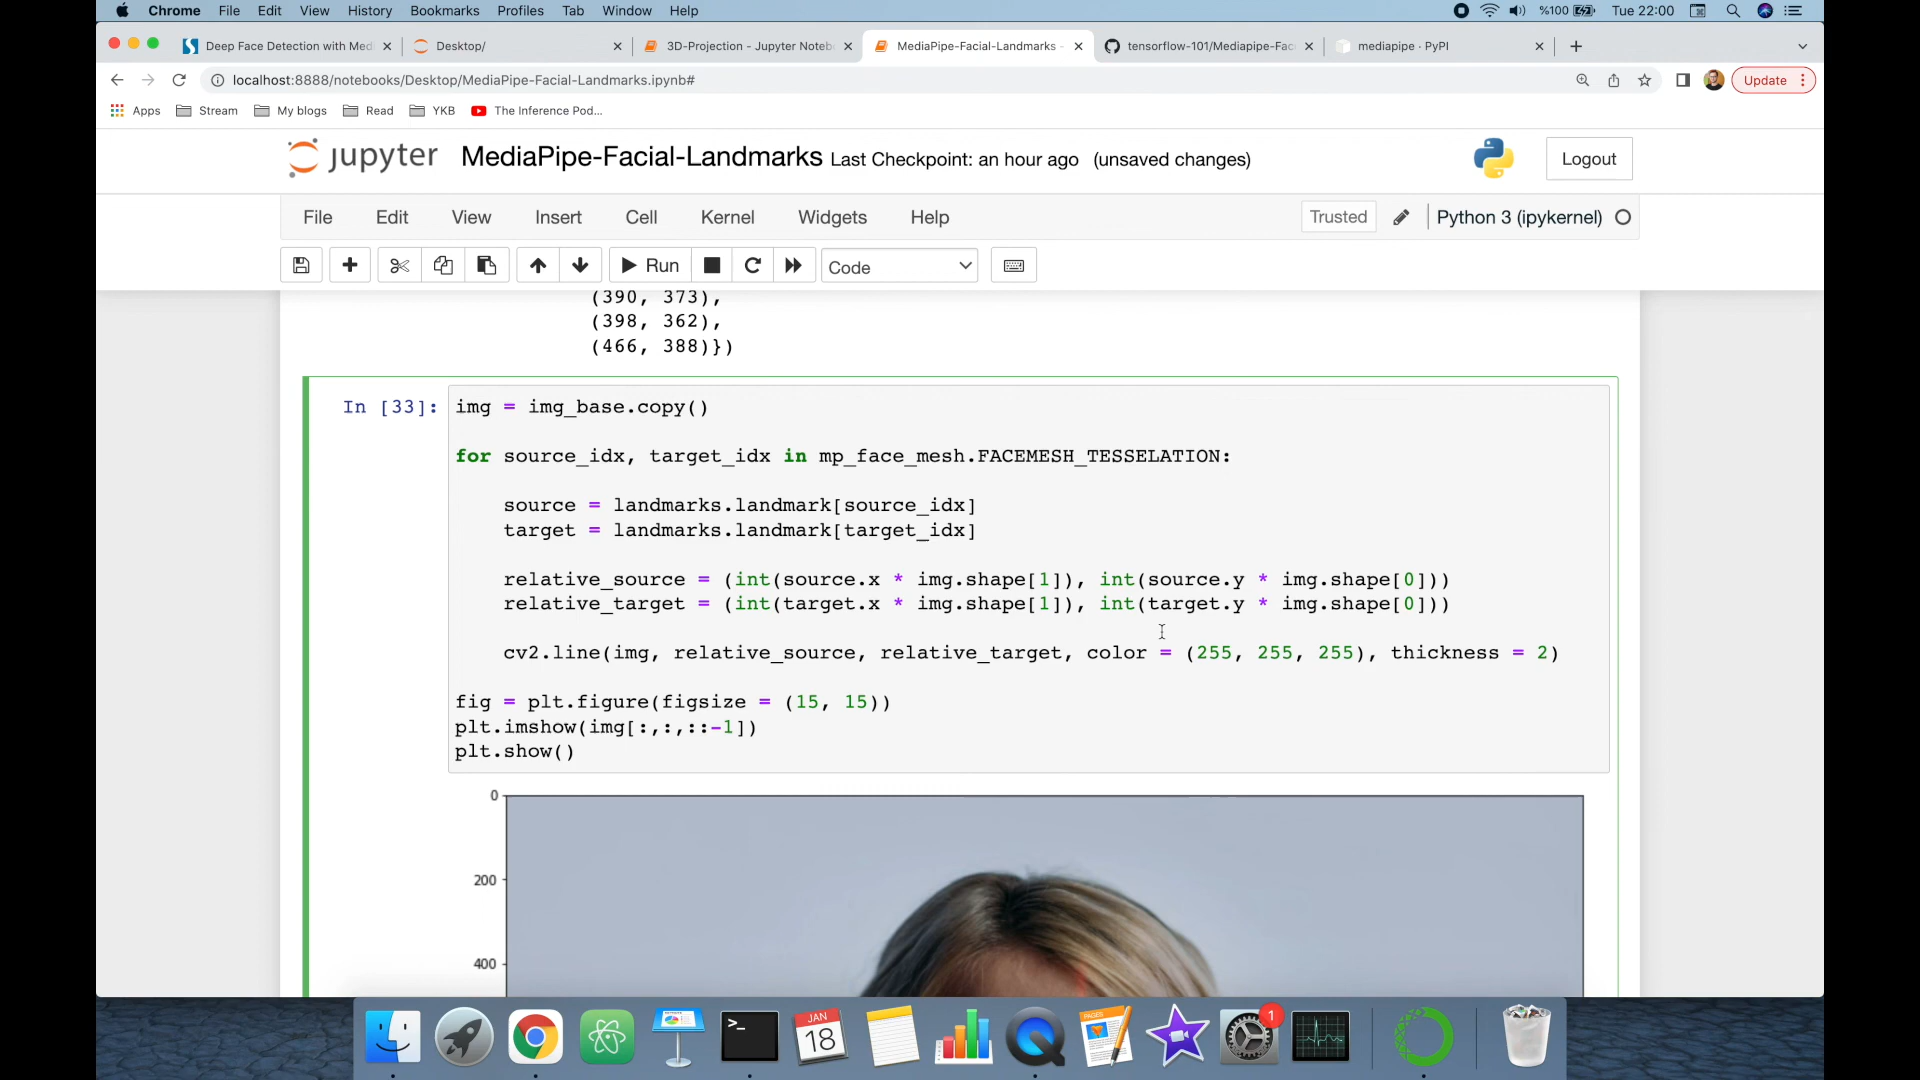 Chrome File Edit View History Bookmarks Profiles Tab Window Help %100 Tue 22:00
Deep Face Detection with Med Desktop/ 3D-Projection - Jupyter Noteb MediaPipe-Facial-Landmarks - tensorflow-101/Mediapipe-Fac mediapipe · PyPI
localhost:8888/notebooks/Desktop/MediaPipe-Facial-Landmarks.ipynb# Update
Apps Stream My blogs Read YKB The Inference Pod...
jupyter MediaPipe-Facial-Landmarks Last Checkpoint: an hour ago (unsaved changes) Logout
File Edit View Insert Cell Kernel Widgets Help Trusted Python 3 (ipykernel)
Run Code
(390, 373),
(398, 362),
(466, 388)})
In [33]: img = img_base.copy()
for source_idx, target_idx in mp_face_mesh.FACEMESH_TESSELATION:
source = landmarks.landmark[source_idx]
target = landmarks.landmark[target_idx]
relative_source = (int(source.x * img.shape[1]), int(source.y * img.shape[0]))
relative_target = (int(target.x * img.shape[1]), int(target.y * img.shape[0]))
cv2.line(img, relative_source, relative_target, color = (255, 255, 255), thickness = 2)
fig = plt.figure(figsize = (15, 15))
plt.imshow(img[:,:,::-1])
plt.show()
0
200
400
JAN
18
PAGES
1